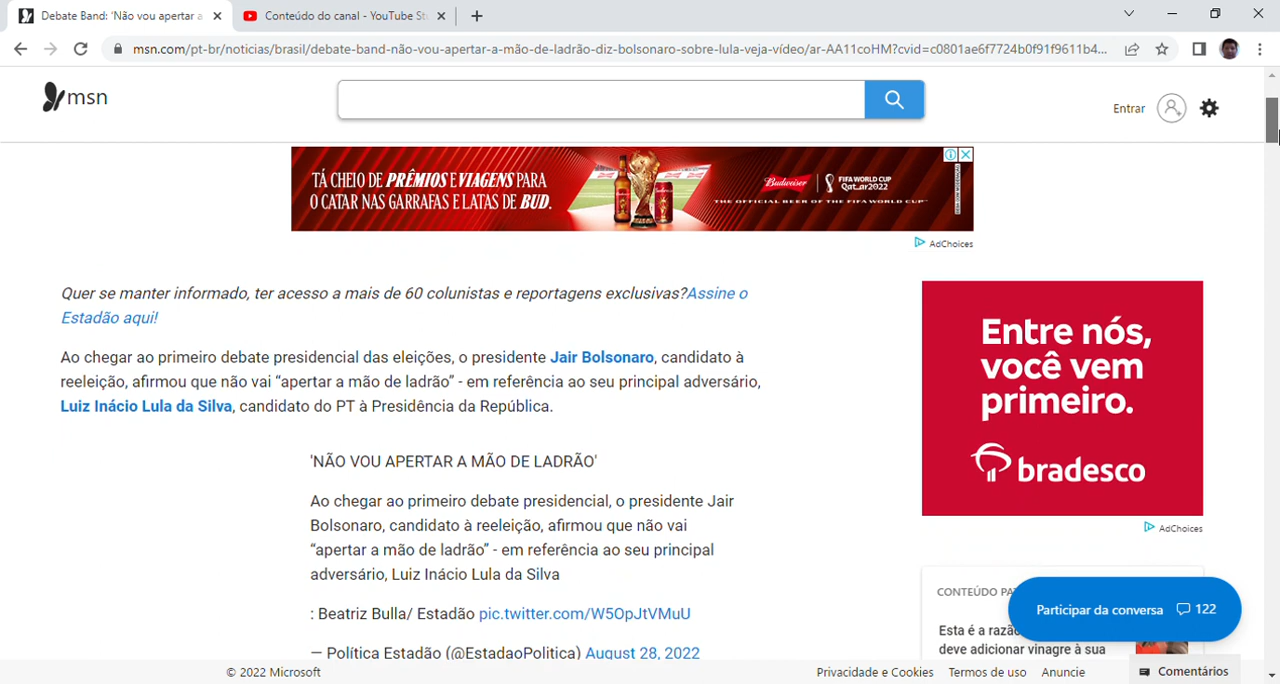 Debate Band: 'Não vou apertar a
Conteúdo do canal - YouTube St
msn.com/pt-br/noticias/brasil/debate-band-não-vou-apertar-a-mão-de-ladrão-diz-bolsonaro-sobre-lula-veja-vídeo/ar-AA11coHM?cvid=c0801ae6f7724b0f91f9611b4...
msn
Entrar
TÁ CHEIO DE PRÊMIOS E VIAGENS PARA
O CATAR NAS GARRAFAS E LATAS DE BUD.
Budweiser
FIFA WORLD CUP
Qatar2022
THE OFFICIAL BEER OF THE FIFA WORLD CUP™
AdChoices
Quer se manter informado, ter acesso a mais de 60 colunistas e reportagens exclusivas?Assine o
Estadão aqui!
Ao chegar ao primeiro debate presidencial das eleições, o presidente Jair Bolsonaro, candidato à
reeleição, afirmou que não vai “apertar a mão de ladrão” - em referência ao seu principal adversário,
Luiz Inácio Lula da Silva, candidato do PT à Presidência da República.
'NÃO VOU APERTAR A MÃO DE LADRÃO'
Ao chegar ao primeiro debate presidencial, o presidente Jair
Bolsonaro, candidato à reeleição, afirmou que não vai
“apertar a mão de ladrão” - em referência ao seu principal
adversário, Luiz Inácio Lula da Silva
: Beatriz Bulla/ Estadão pic.twitter.com/W5OpJtVMuU
— Política Estadão (@EstadaoPolitica) August 28, 2022
Entre nós,
você vem
primeiro.
bradesco
AdChoices
CONTEÚDO PA
Esta é a razã
deve adicionar vinagre à sua
Participar da conversa 122
© 2022 Microsoft
Privacidade e Cookies
Termos de uso
Anuncie
Comentários